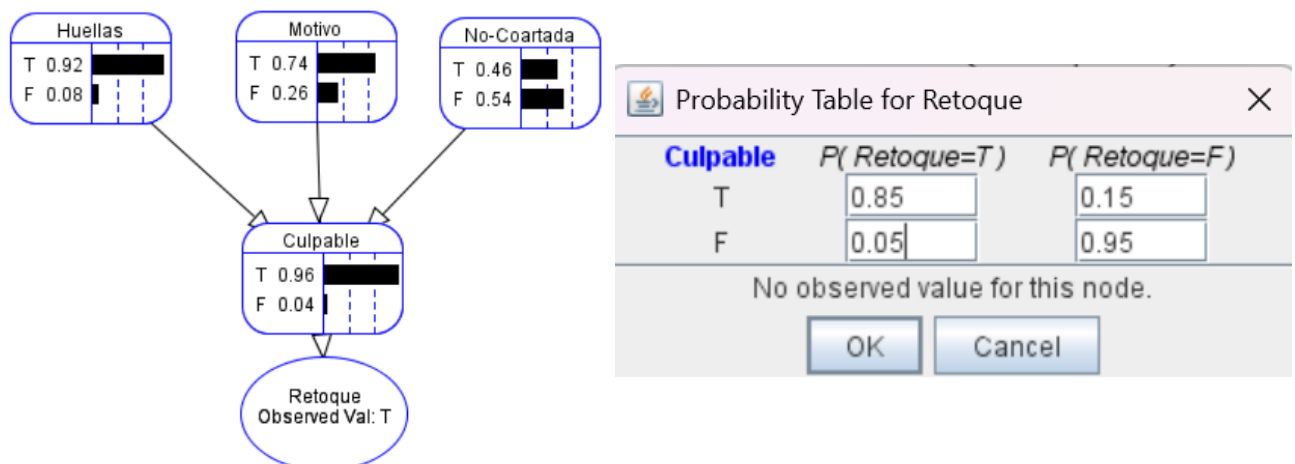 Huellas
T 0.92
F 0.08
Motivo
T 0.74
F 0.26
No-Coartada
T 0.46
F 0.54
Culpable
T 0.96
F 0.04
Retoque
Observed Val: T
Probability Table for Retoque
Culpable P( Retoque=T ) P( Retoque=F )
T 0.85 0.15
F 0.05 0.95
No observed value for this node.
OK Cancel